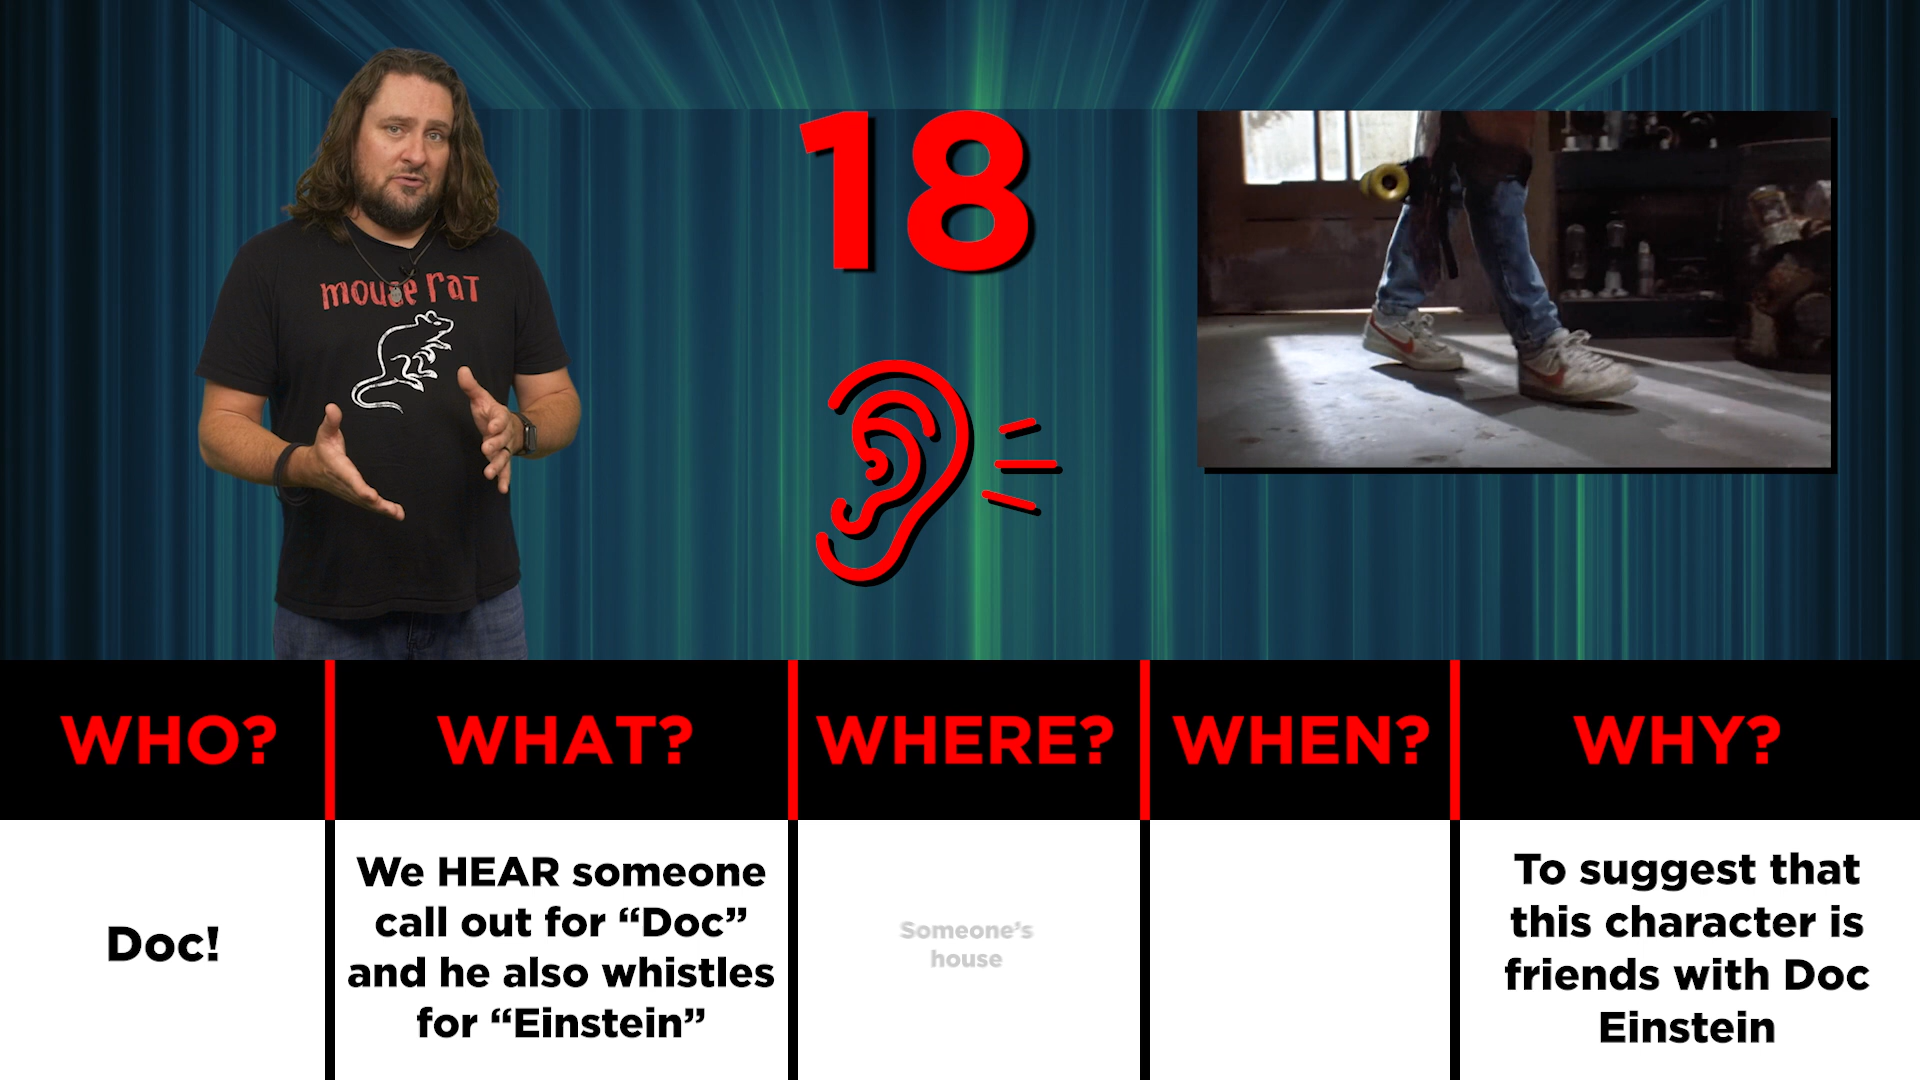 18
mouse rat
WHO?
WHAT?
WHERE?
WHEN?
WHY?
Doc!
We HEAR someone
call out for “Doc”
and he also whistles
for “Einstein”
Someone’s
house
To suggest that
this character is
friends with Doc
Einstein